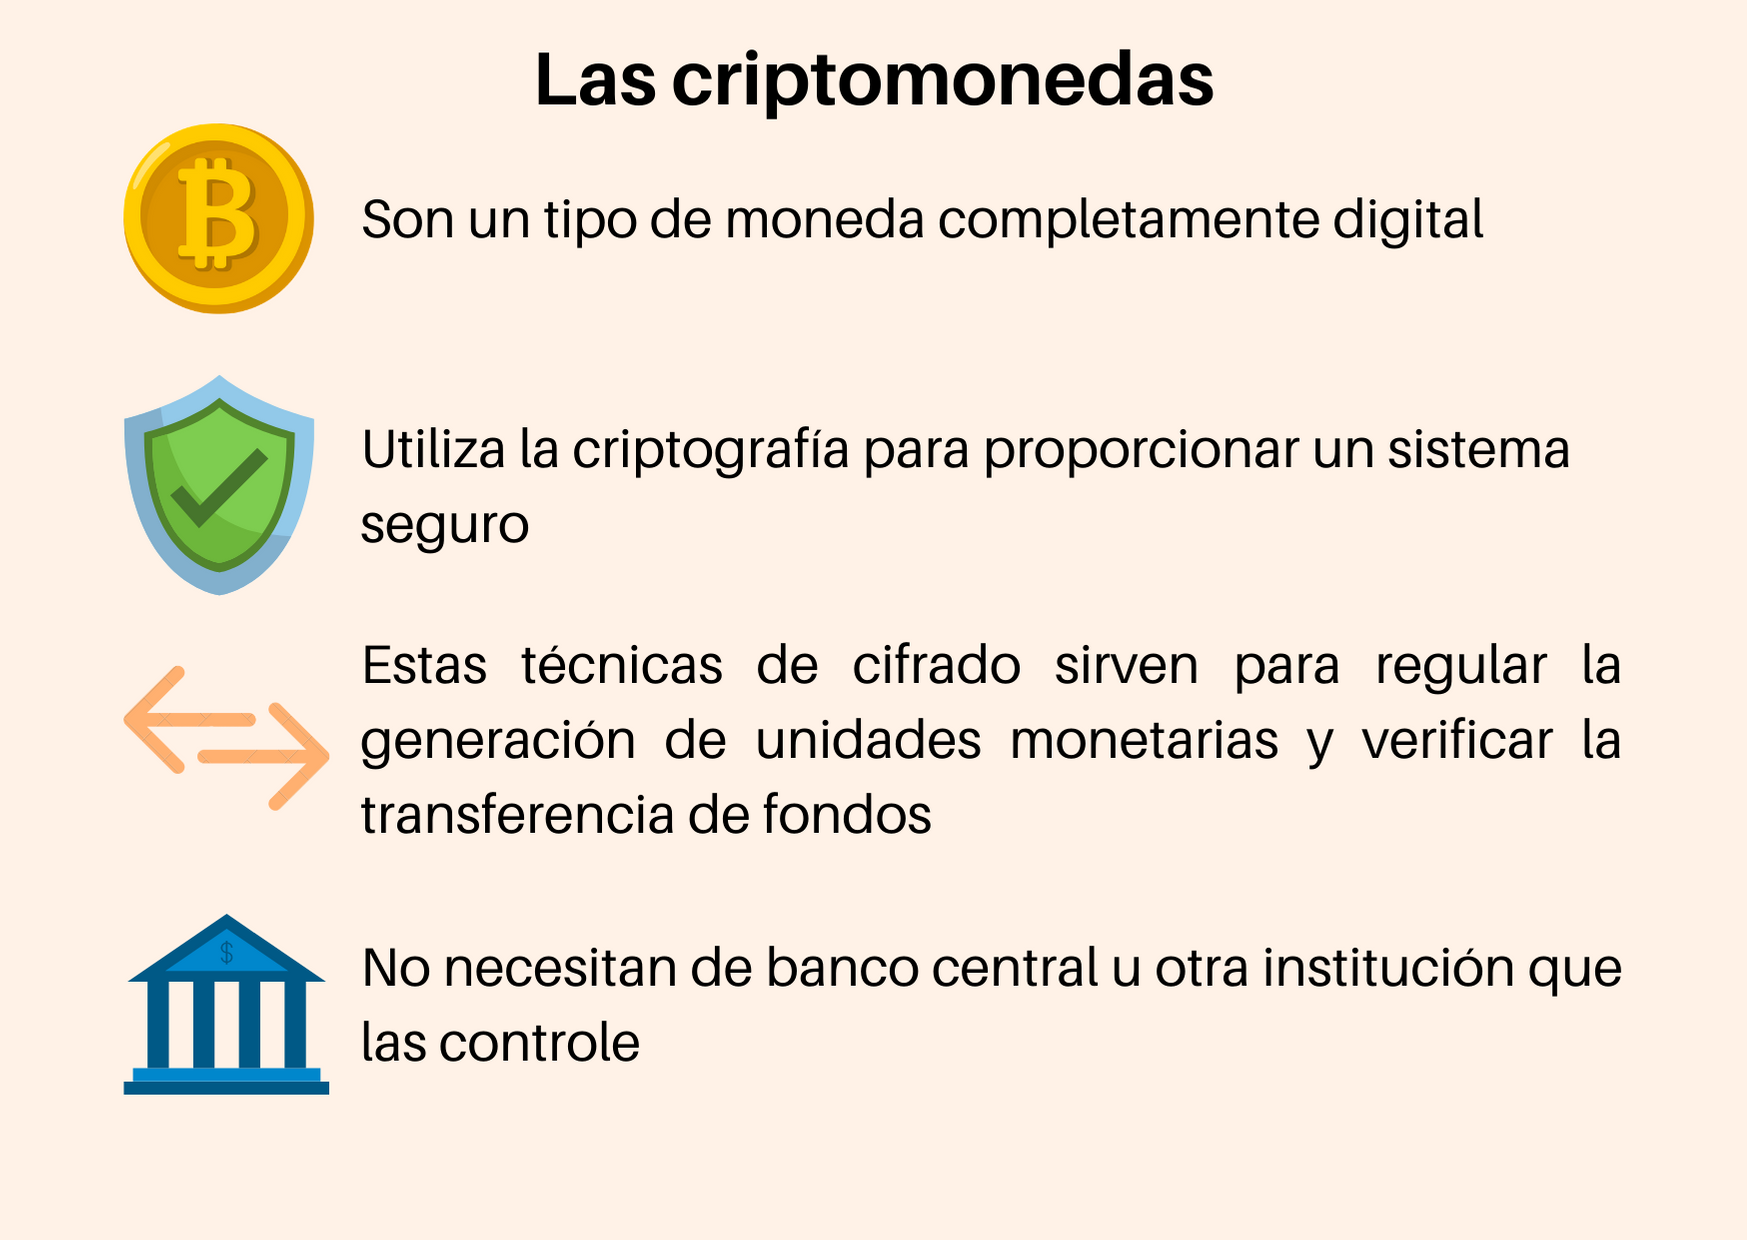 Las criptomonedas
Son un tipo de moneda completamente digital
Utiliza la criptografía para proporcionar un sistema
seguro
Estas técnicas de cifrado sirven para regular la
generación de unidades monetarias y verificar la
transferencia de fondos
$
No necesitan de banco central u otra institución que
las controle